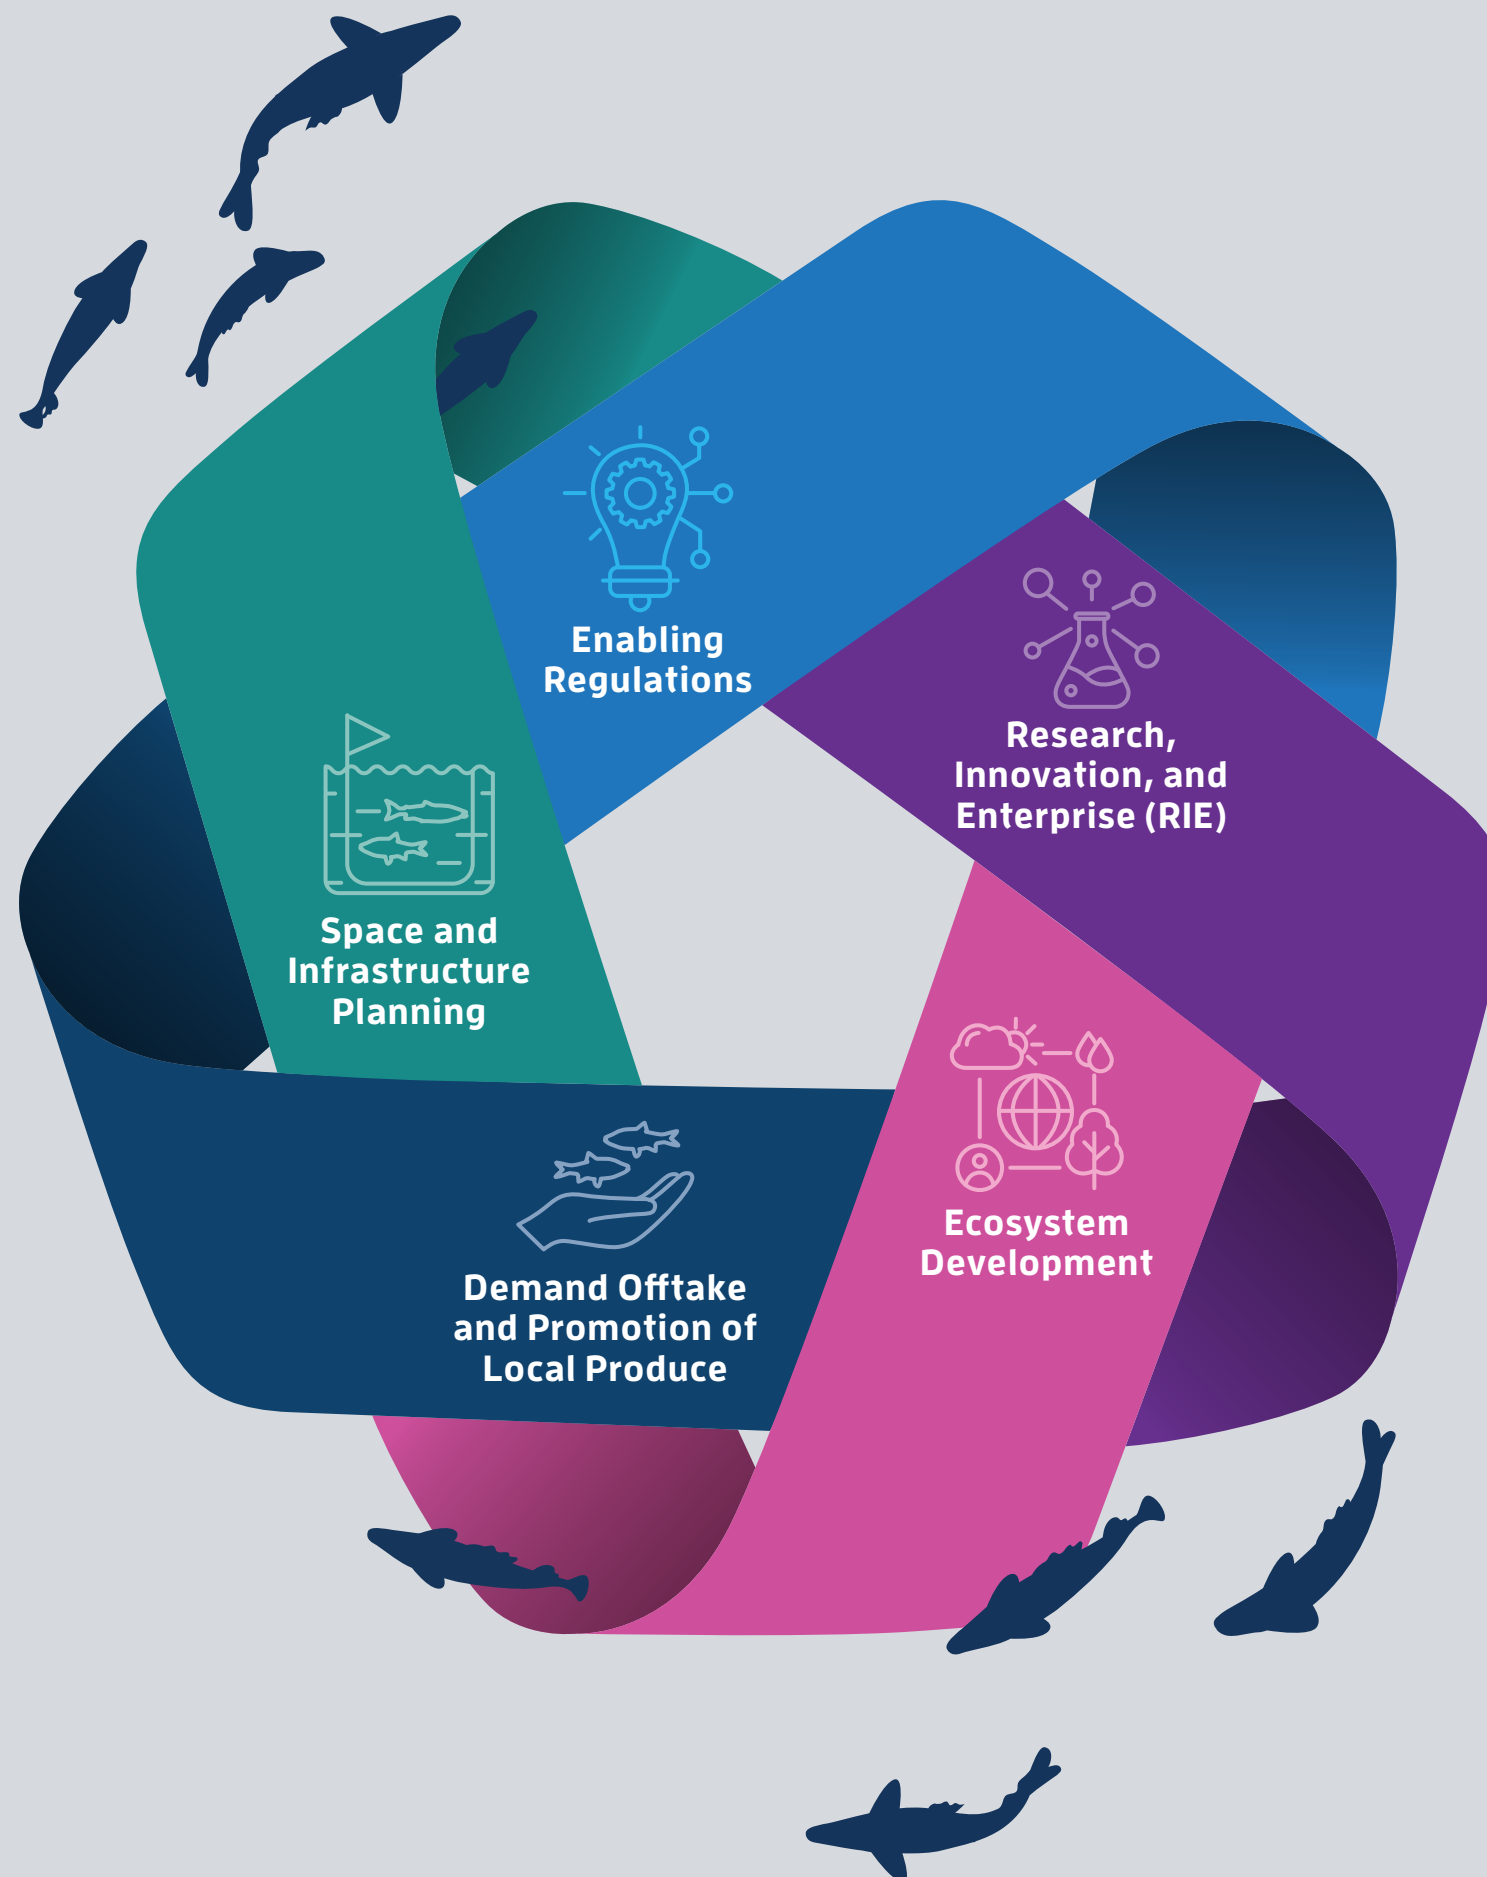 Enabling
Regulations
Research,
Innovation, and
Enterprise (RIE)
Space and
Infrastructure
Planning
Ecosystem
Development
Demand Offtake
and Promotion of
Local Produce